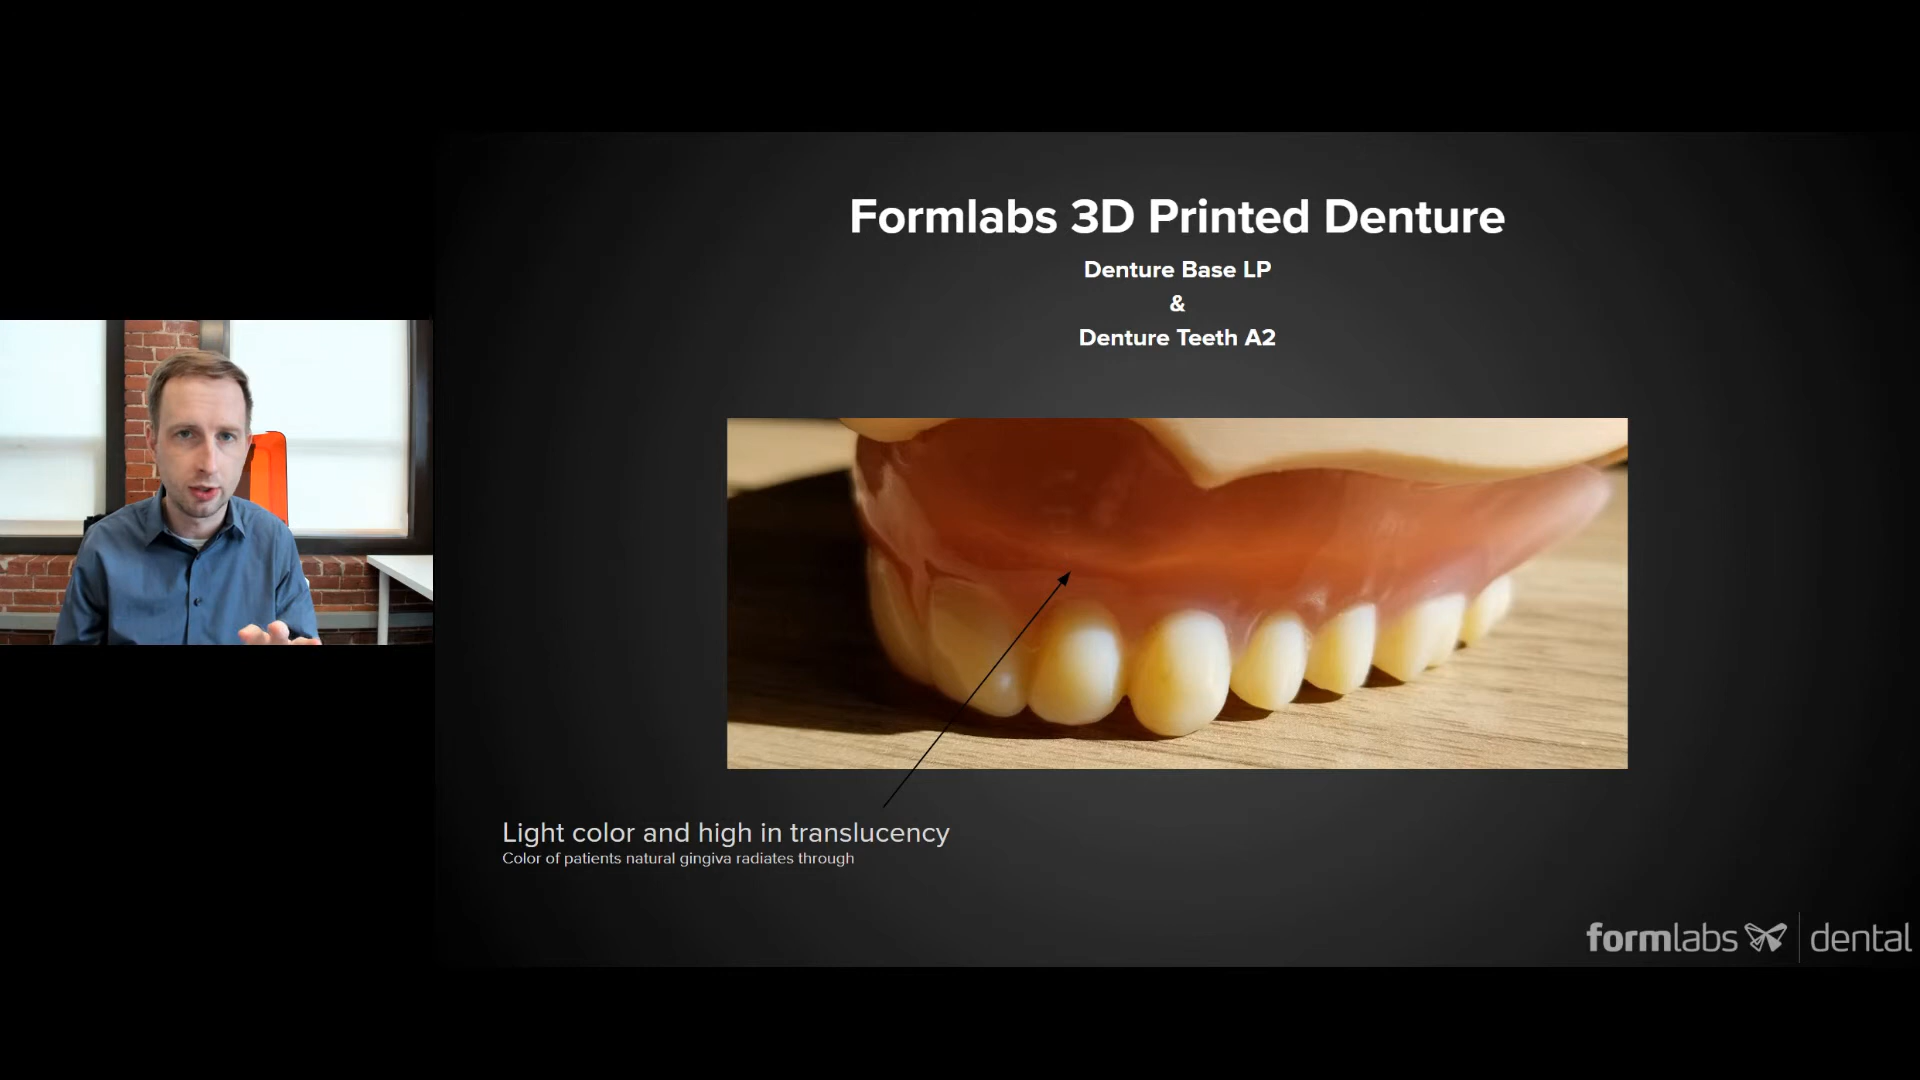 Formlabs 3D Printed Denture
Denture Base LP
&
Denture Teeth A2
Light color and high in translucency
Color of patients natural gingiva radiates through
formlabs dental